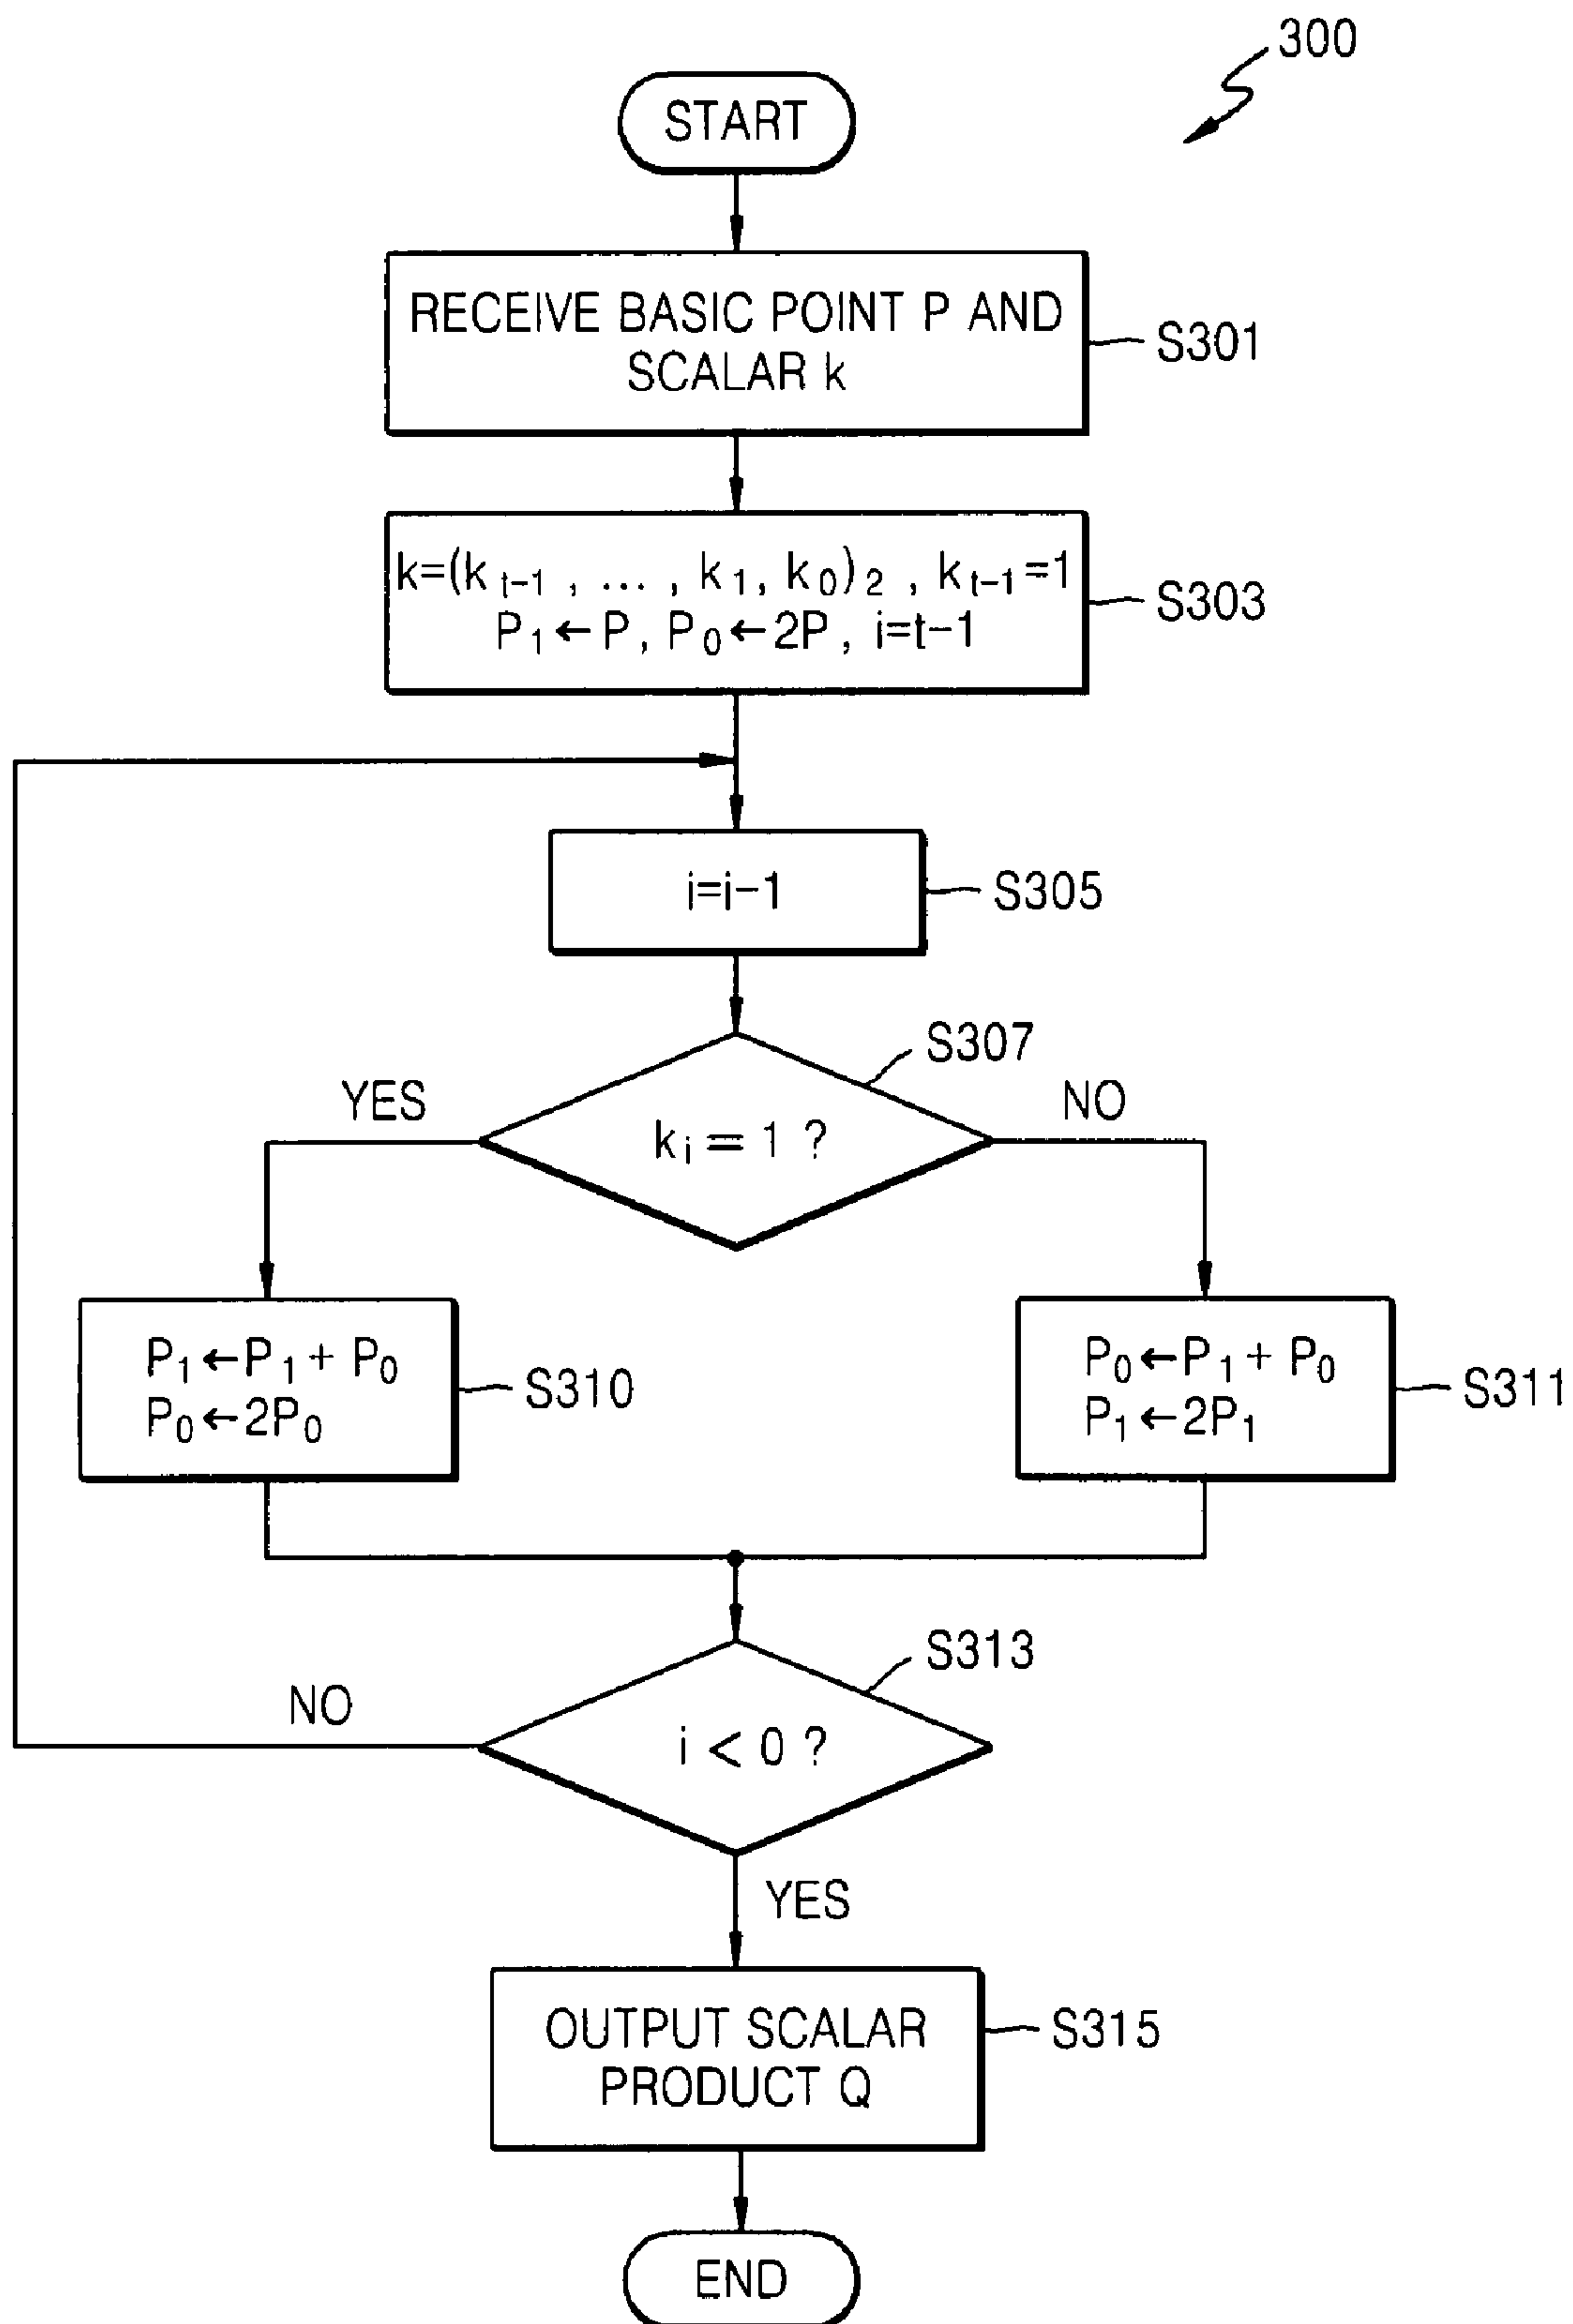 300
START
RECEIVE BASIC POINT P AND
SCALAR k
S301
k=(k t-1 , ... , k 1, k 0) 2 , k t-1 =1
P 1 ← P, P 0 ← 2P, i=t-1
S303
i=i-1
S305
S307
YES
NO
k i = 1 ?
P 1 ← P 1 + P 0
P 0 ← 2P 0
S310
P 0 ← P 1 + P 0
P 1 ← 2P 1
S311
S313
NO
i < 0 ?
YES
OUTPUT SCALAR
PRODUCT Q
S315
END